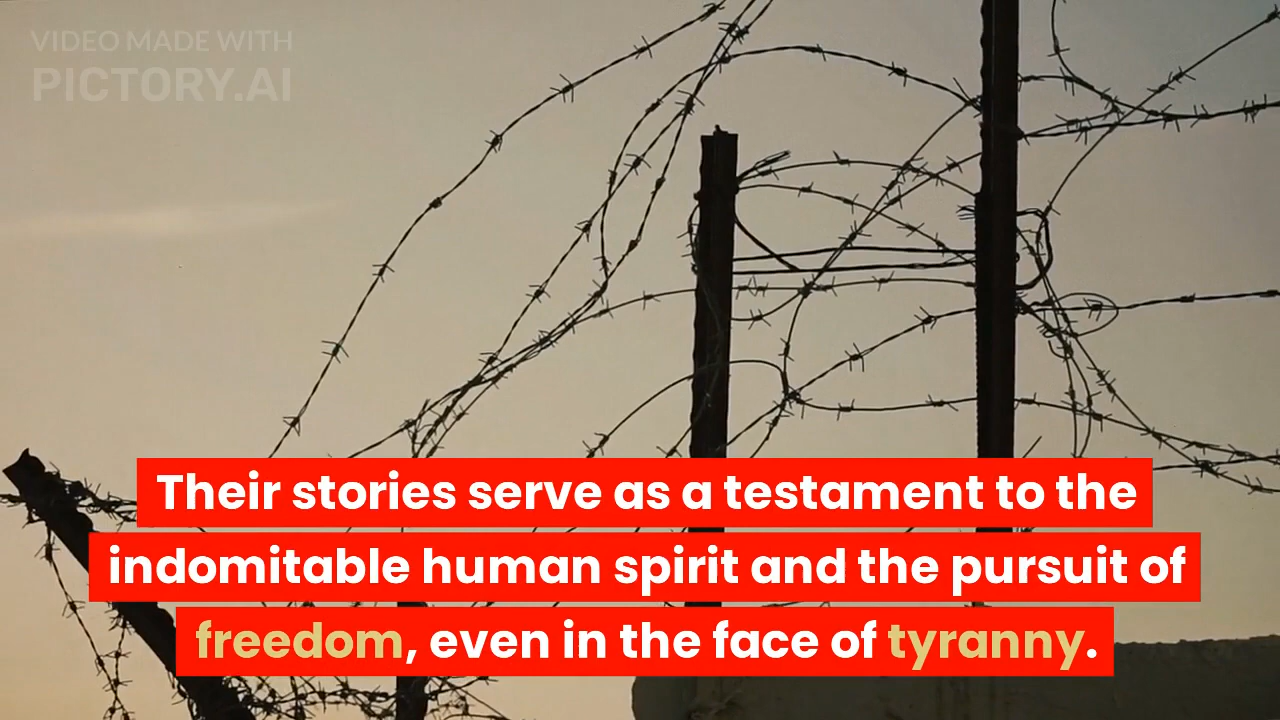 VIDEO MADE WITH
PICTORY.AI
Their stories serve as a testament to the
indomitable human spirit and the pursuit of
freedom, even in the face of tyranny.